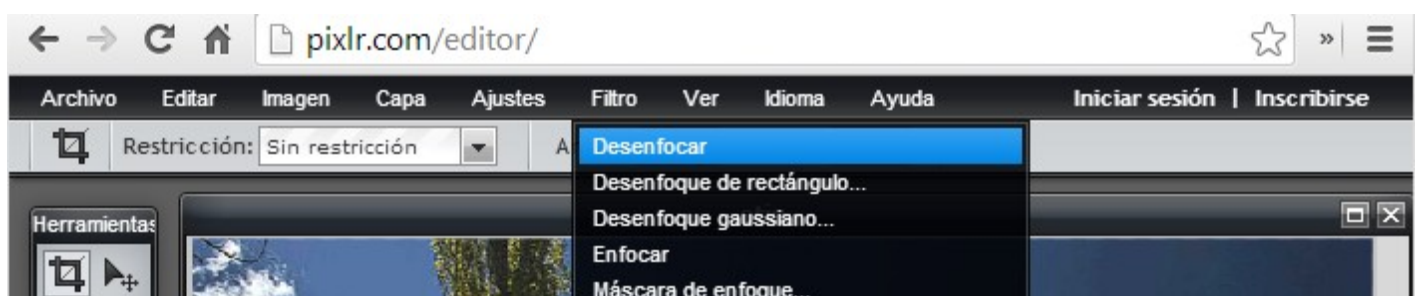 pixlr.com/editor/
»
Archivo Editar Imagen Capa Ajustes Filtro Ver Idioma Ayuda Iniciar sesión | Inscribirse
Restricción: Sin restricción A
Desenfocar
Desenfoque de rectángulo...
Desenfoque gaussiano...
Herramientas
Enfocar
Máscara de enfoque...